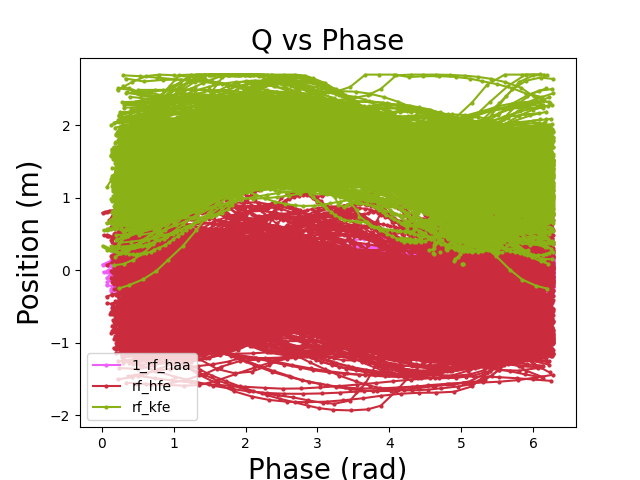 Q vs Phase
Position (m)
2
1
0
−1
−2
1_rf_haa
rf_hfe
rf_kfe
0 1 2 3 4 5 6
Phase (rad)